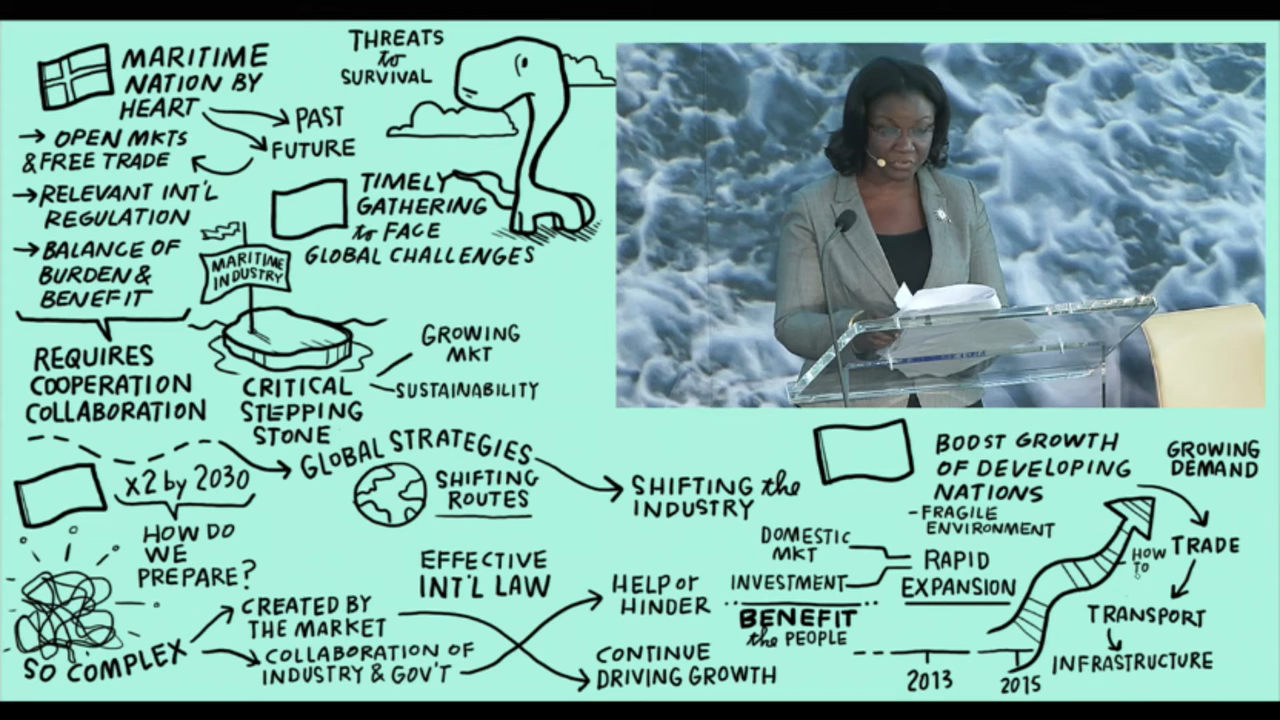 MARITIME
NATION BY
HEART
PAST
FUTURE
→ OPEN MKTS
& FREE TRADE
→ RELEVANT INT'L
REGULATION
→ BALANCE OF
BURDEN &
BENEFIT
REQUIRES
COOPERATION
COLLABORATION
THREATS
to
SURVIVAL
TIMELY
GATHERING
to FACE
GLOBAL CHALLENGES
MARITIME
INDUSTRY
CRITICAL
STEPPING
STONE
GROWING
MKT
SUSTAINABILITY
x2 by 2030
HOW DO
WE
PREPARE?
GLOBAL STRATEGIES
SHIFTING
ROUTES
SHIFTING the
INDUSTRY
SO COMPLEX
CREATED BY
THE MARKET
COLLABORATION OF
INDUSTRY & GOV'T
EFFECTIVE
INT'L LAW
HELP or
HINDER
CONTINUE
DRIVING GROWTH
BOOST GROWTH
OF DEVELOPING
NATIONS
- FRAGILE
ENVIRONMENT
DOMESTIC
MKT
INVESTMENT
RAPID
EXPANSION
BENEFIT
the PEOPLE
2013
2015
HOW
TO
GROWING
DEMAND
TRADE
TRANSPORT
INFRASTRUCTURE